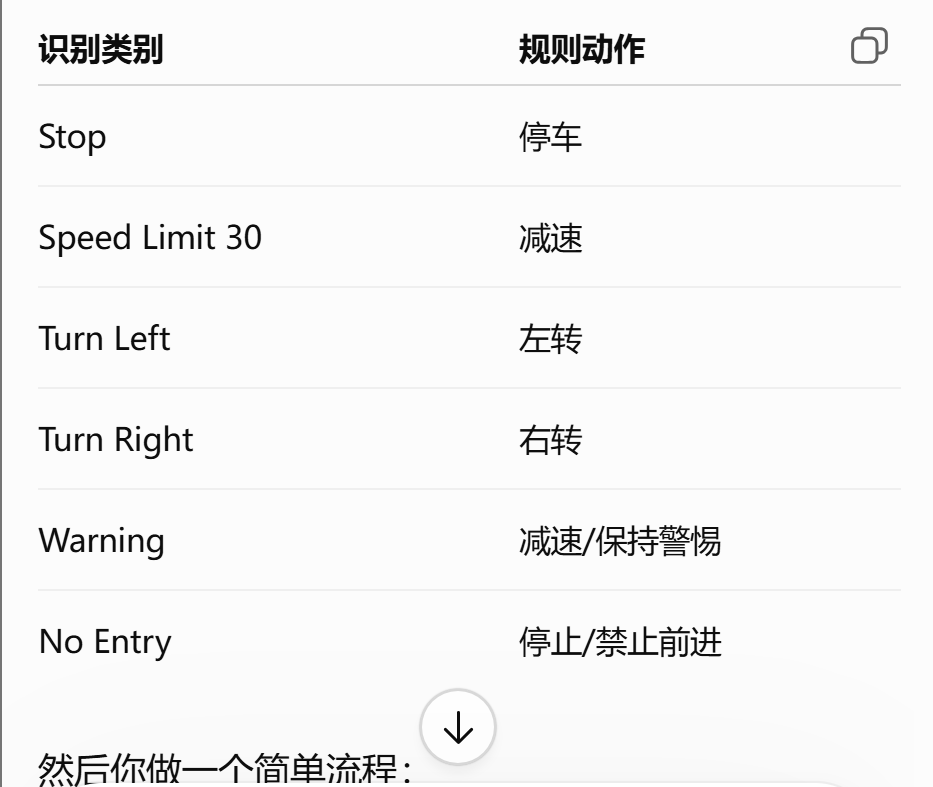 识别类别 规则动作
Stop 停车
Speed Limit 30 减速
Turn Left 左转
Turn Right 右转
Warning 减速/保持警惕
No Entry 停止/禁止前进
然后你做一个简单流程：